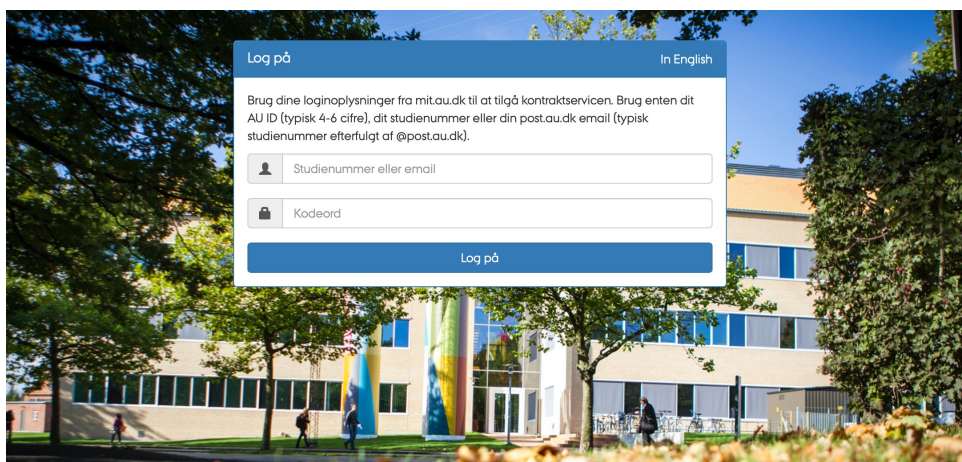 Log på
In English
Brug dine loginoplysninger fra mit.au.dk til at tilgå kontraktservicen. Brug enten dit
AU ID (typisk 4-6 cifre), dit studienummer eller din post.au.dk email (typisk
studienummer efterfulgt af @post.au.dk).
Studienummer eller email
Kodeord
Log på